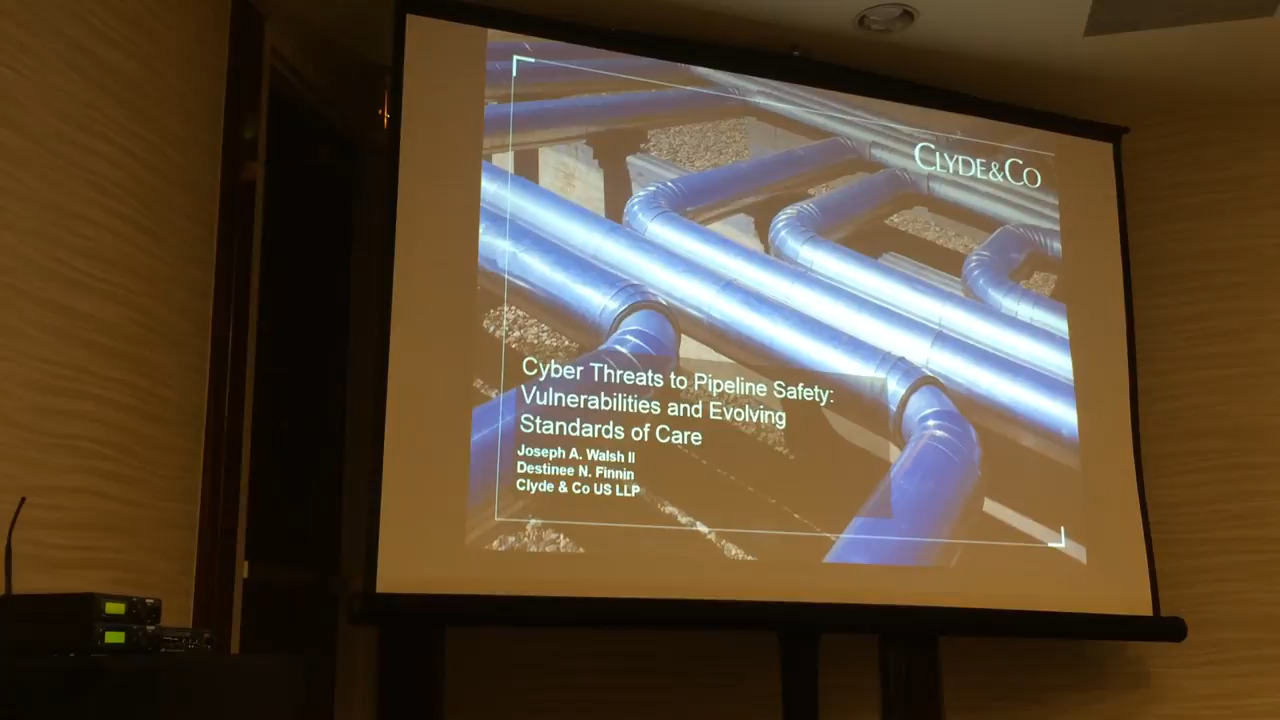 CLYDE&CO
Cyber Threats to Pipeline Safety:
Vulnerabilities and Evolving
Standards of Care
Joseph A. Walsh II
Destinee N. Finnin
Clyde & Co US LLP